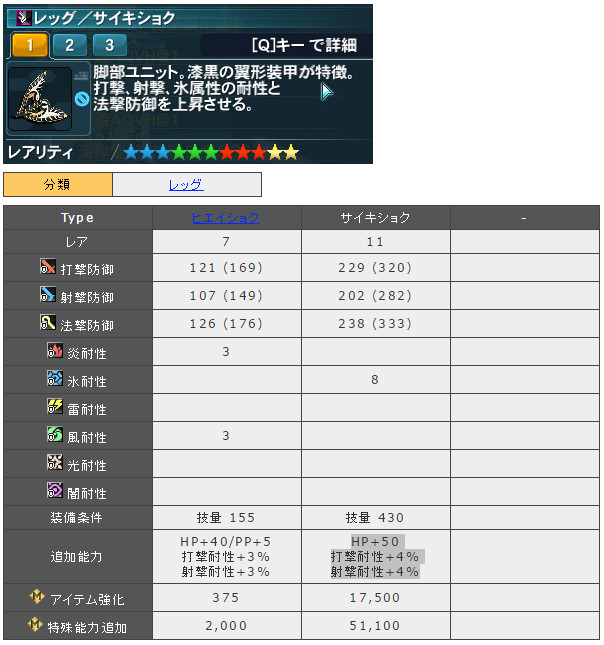 レッグ／サイキショク
1 2 3 [Q]キー で詳細
脚部ユニット。漆黒の翼形装甲が特徴。
打撃、射撃、氷属性の耐性と
法撃防御を上昇させる。
レアリティ / ★★★★★★★★★★★
分類 レッグ
Type ヒエイショク サイキショク -
レア 7 11
打撃防御 121 (169) 229 (320)
射撃防御 107 (149) 202 (282)
法撃防御 126 (176) 238 (333)
炎耐性 3
氷耐性 8
雷耐性
風耐性 3
光耐性
闇耐性
装備条件 技量 155 技量 430
追加能力 HP+40/PP+5 HP+50
打撃耐性+3% 打撃耐性+4%
射撃耐性+3% 射撃耐性+4%
アイテム強化 375 17,500
特殊能力追加 2,000 51,100